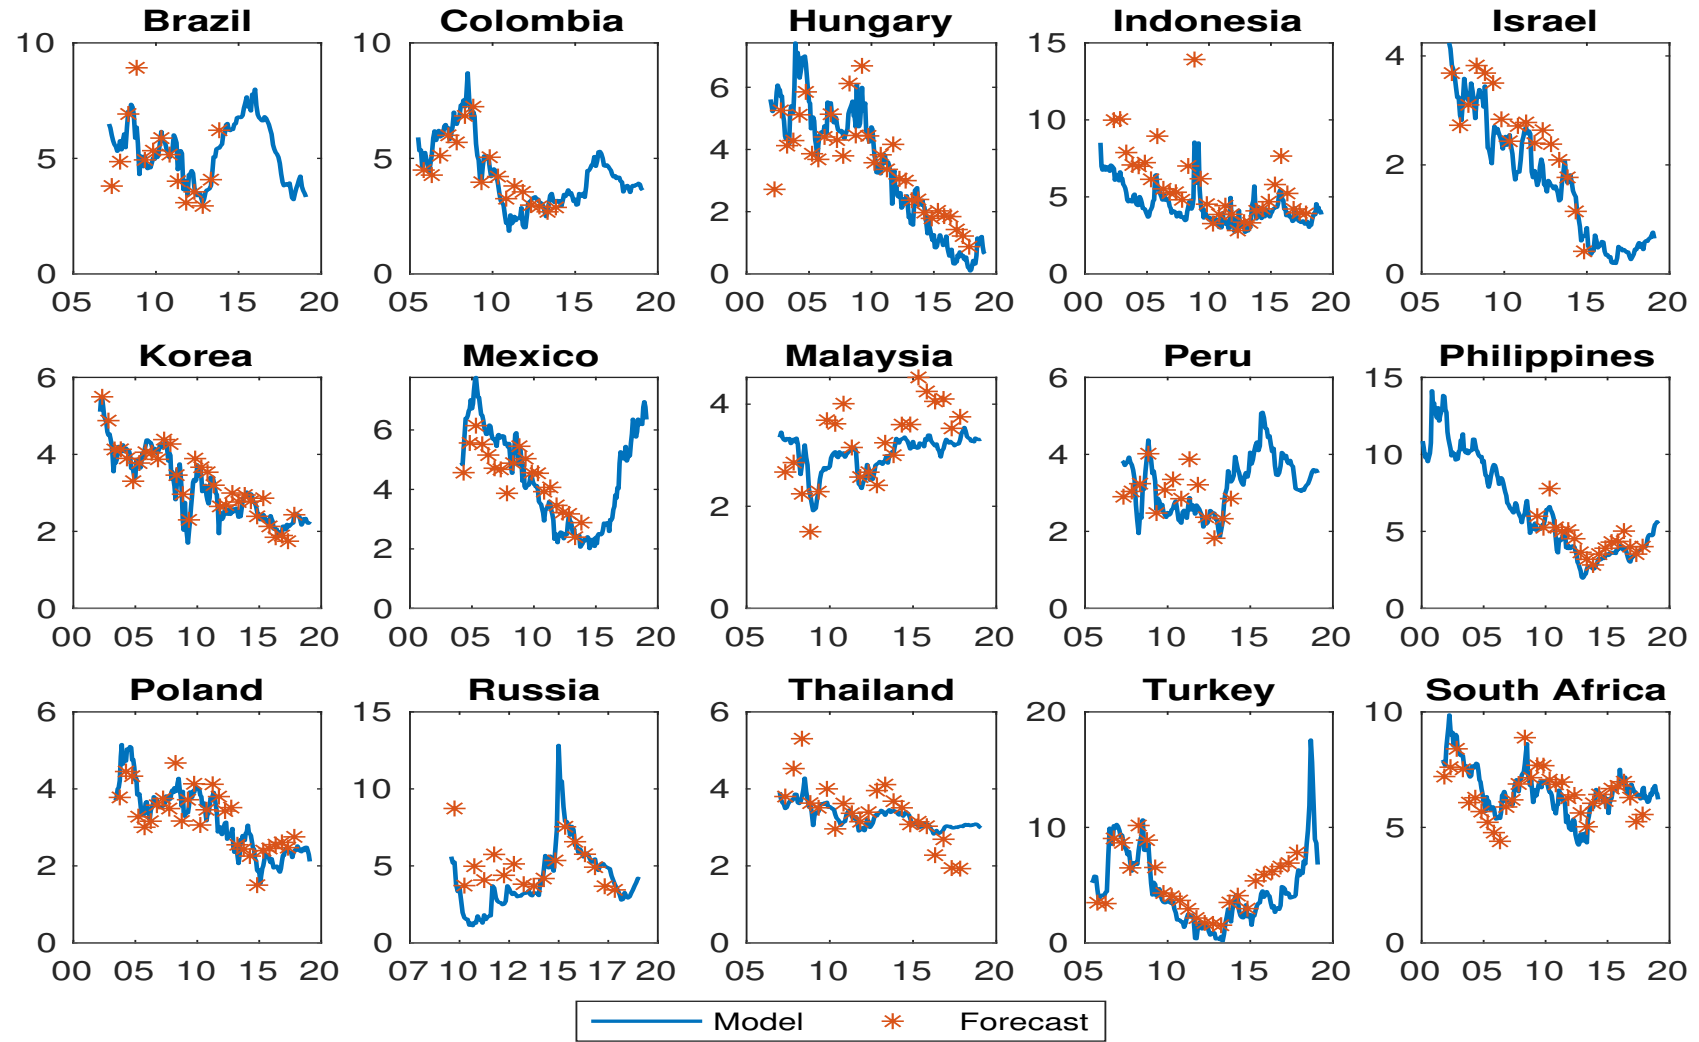 Brazil Colombia Hungary Indonesia Israel
10 10 6 15 4
5 5 4 10 2
2 5
0 0 0 0 0
05 10 15 20 05 10 15 20 00 05 10 15 20 00 05 10 15 20 05 10 15 20
Korea Mexico Malaysia Peru Philippines
6 6 4 6 15
4 4 2 4 10
2 2 2 5
0 0 0 0 0
00 05 10 15 20 00 05 10 15 20 05 10 15 20 05 10 15 20 00 05 10 15 20
Poland Russia Thailand Turkey South Africa
6 15 6 20 10
4 10 4 10 5
2 5 2
0 0 0 0 0
00 05 10 15 20 07 10 12 15 17 20 05 10 15 20 05 10 15 20 00 05 10 15 20
Model Forecast